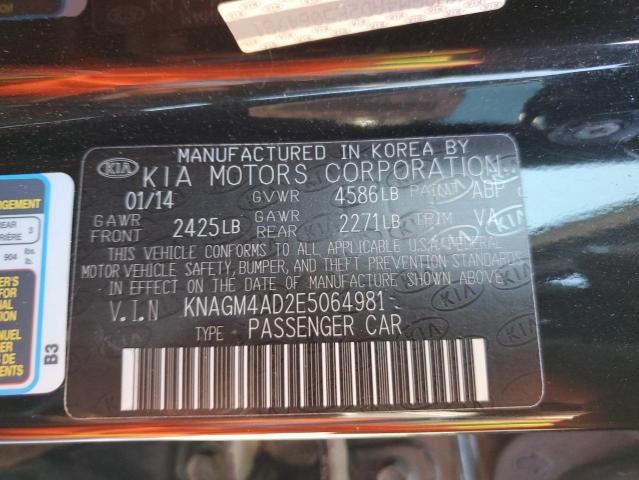 MANUFACTURED IN KOREA BY
KIA KIA MOTORS CORPORATION
01/14 GVWR 4586LB PAINT ABP
GAWR FRONT 2425LB GAWR REAR 2271LB TRIM VA
THIS VEHICLE CONFORMS TO ALL APPLICABLE U.S.A. FEDERAL
MOTOR VEHICLE SAFETY, BUMPER, AND THEFT PREVENTION STANDARDS
IN EFFECT ON THE DATE OF MANUFACTURE SHOWN ABOVE.
V.I.N KNAGM4AD2E5064981
TYPE PASSENGER CAR
B3